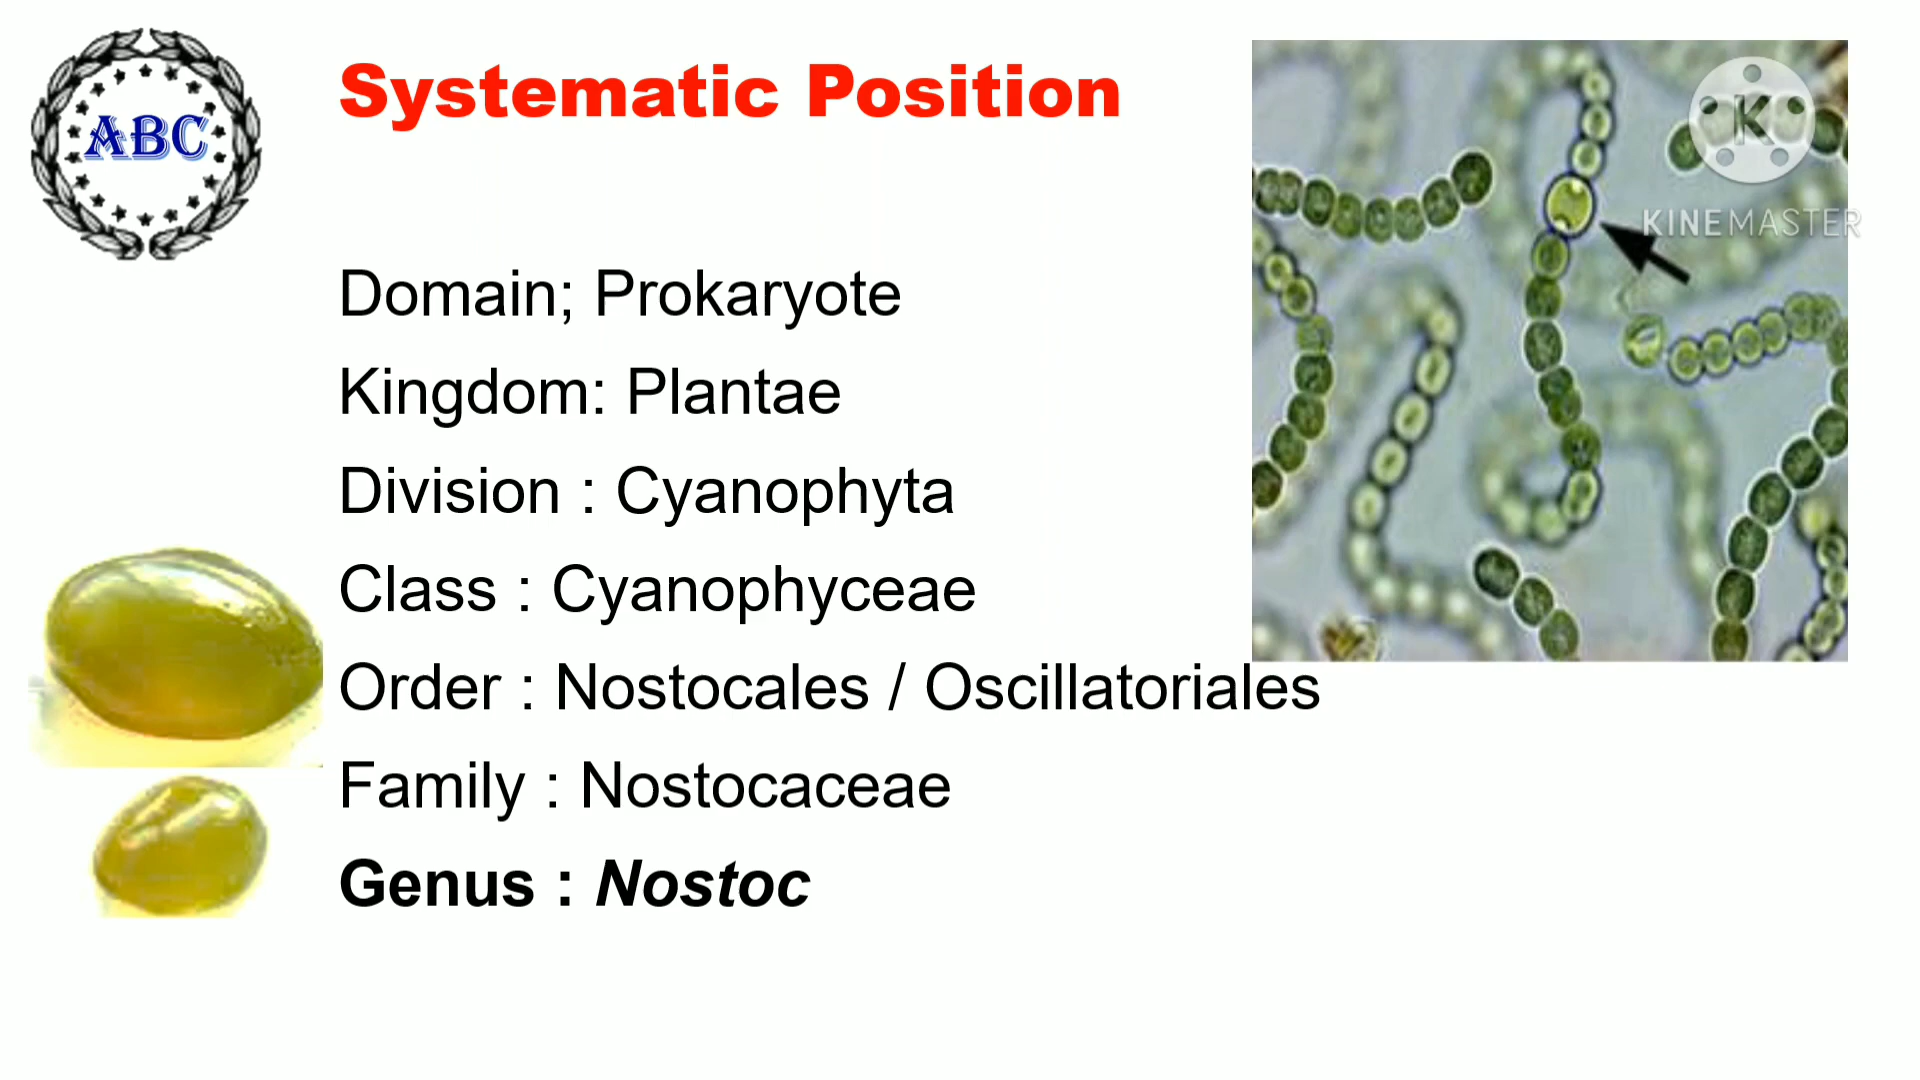 ABC
Systematic Position
K
KINEMASTER
Domain; Prokaryote
Kingdom: Plantae
Division : Cyanophyta
Class : Cyanophyceae
Order : Nostocales / Oscillatoriales
Family : Nostocaceae
Genus : Nostoc